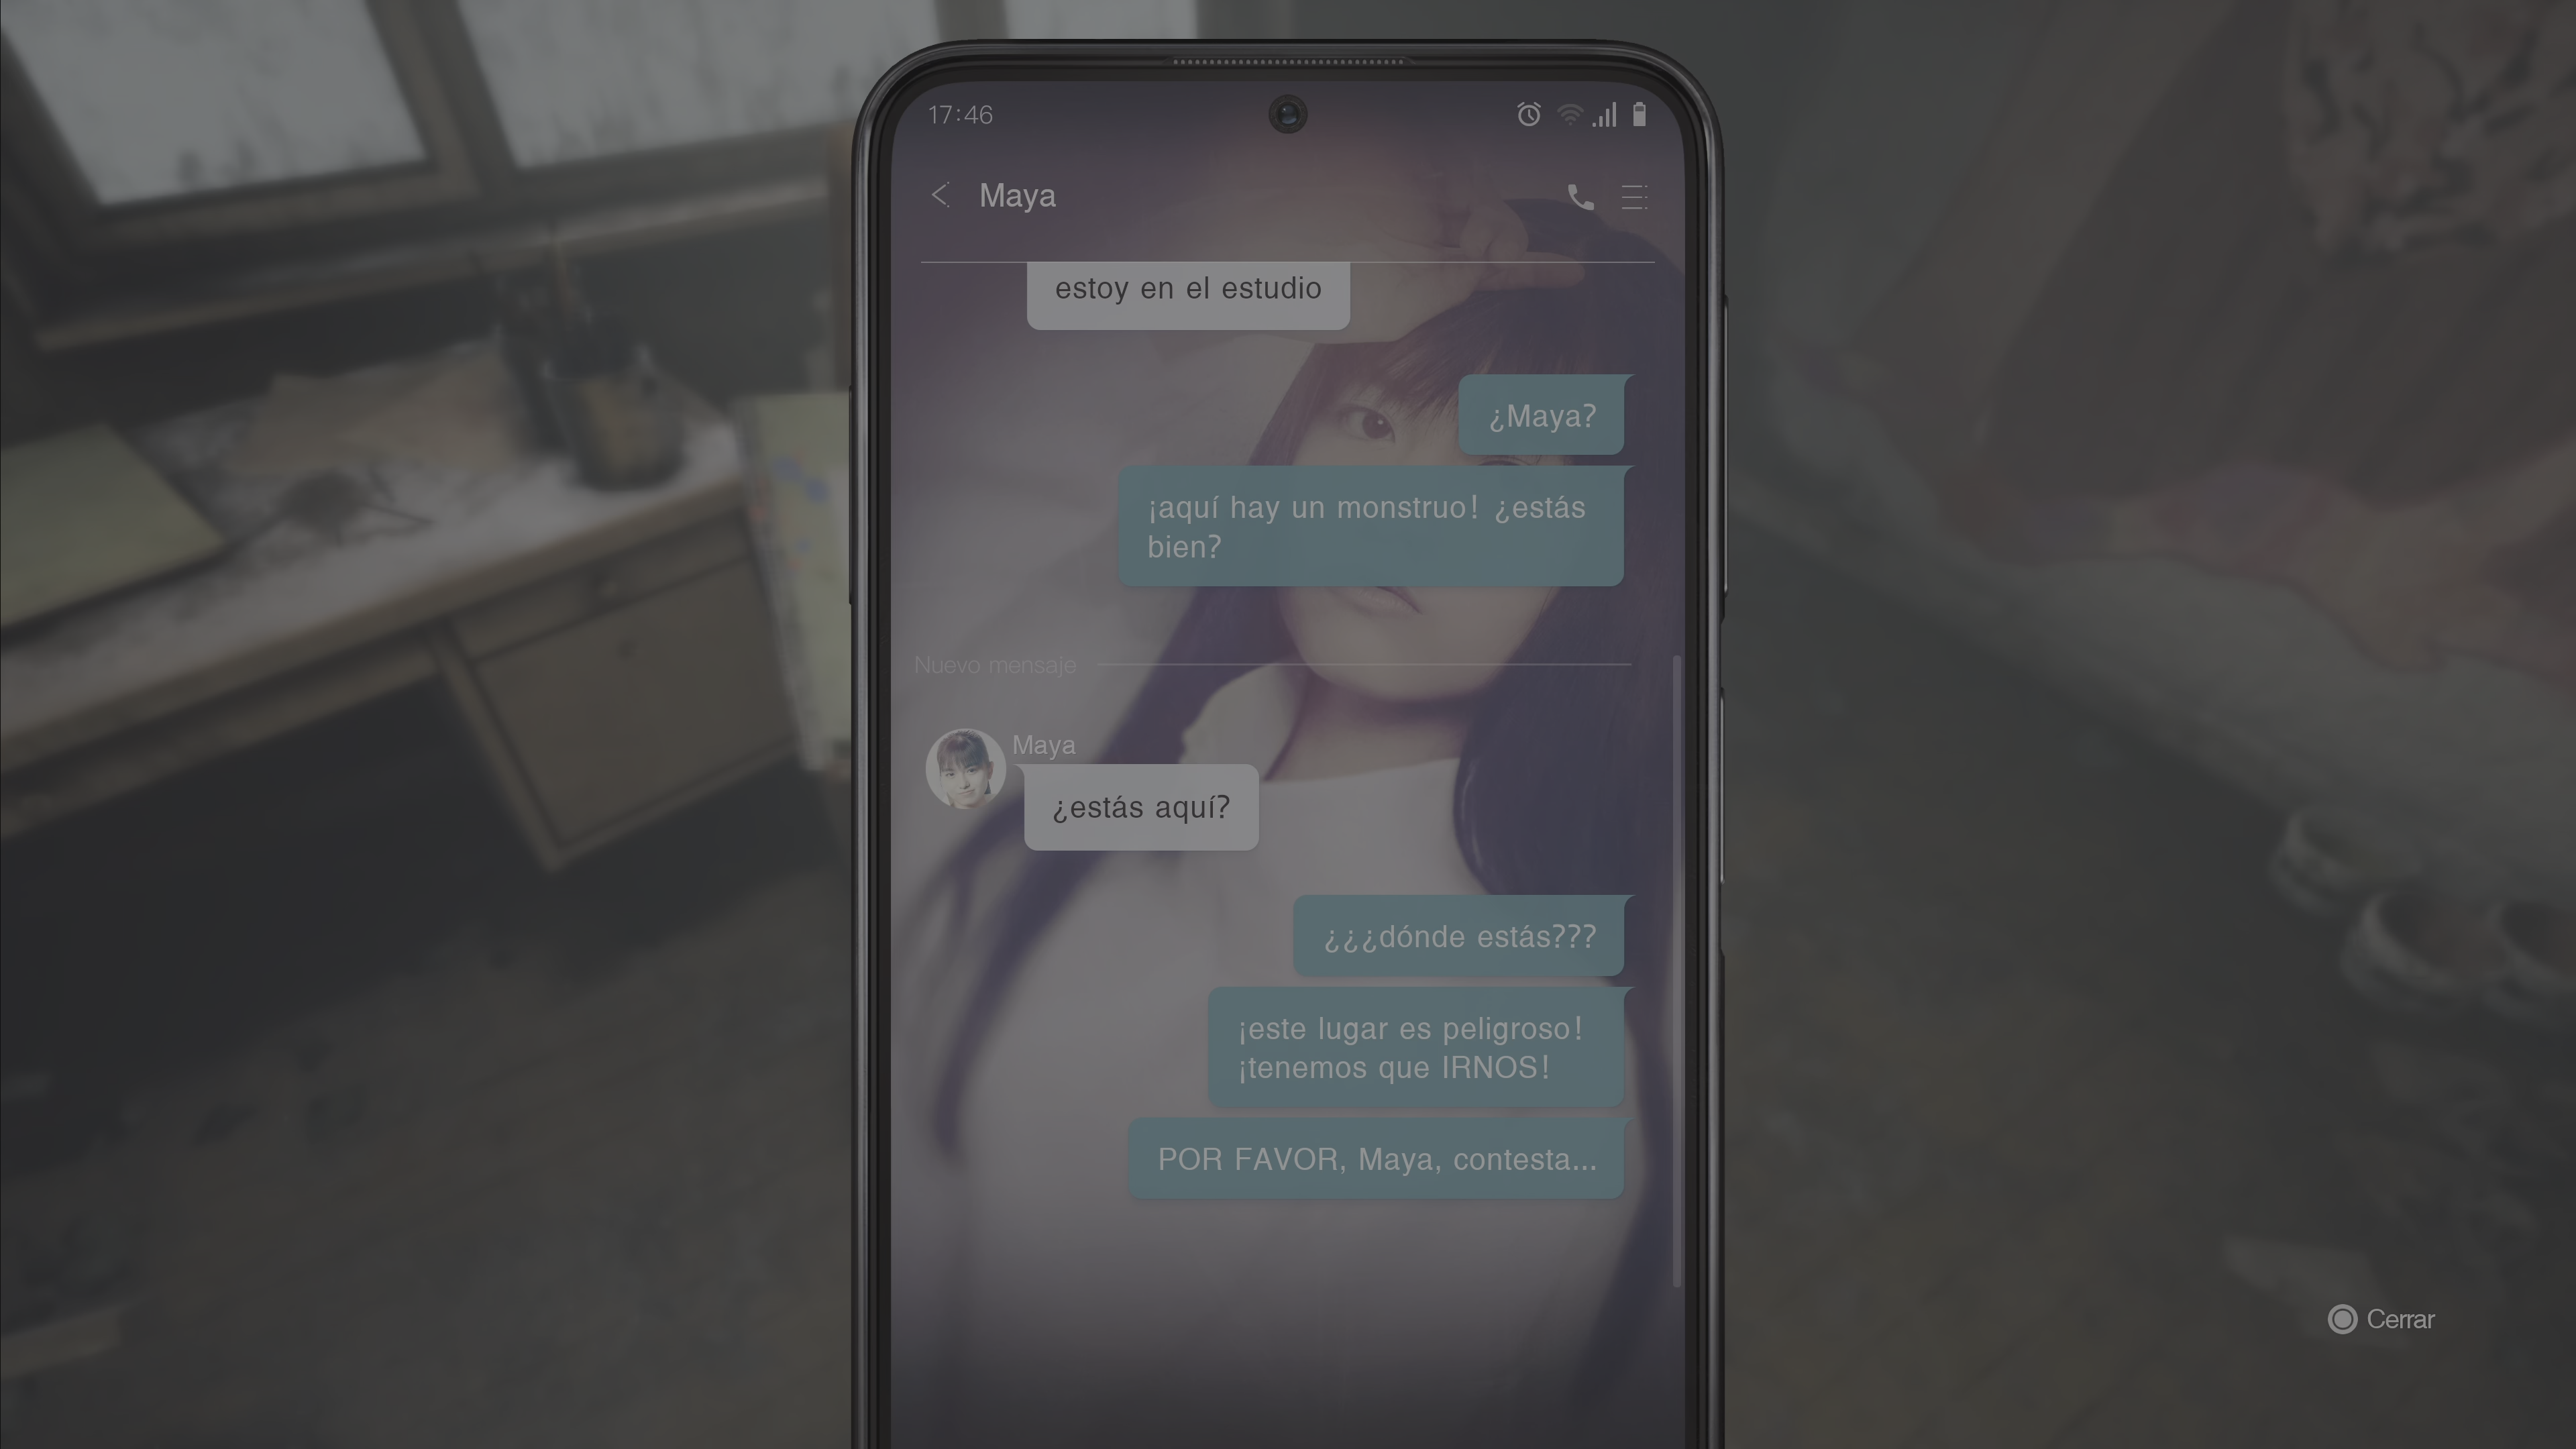 17:46
Maya
estoy en el estudio
¿Maya?
¡aquí hay un monstruo! ¿estás
bien?
Nuevo mensaje
Maya
¿estás aquí?
¿¿¿dónde estás???
¡este lugar es peligroso!
¡tenemos que IRNOS!
POR FAVOR, Maya, contesta...
Cerrar